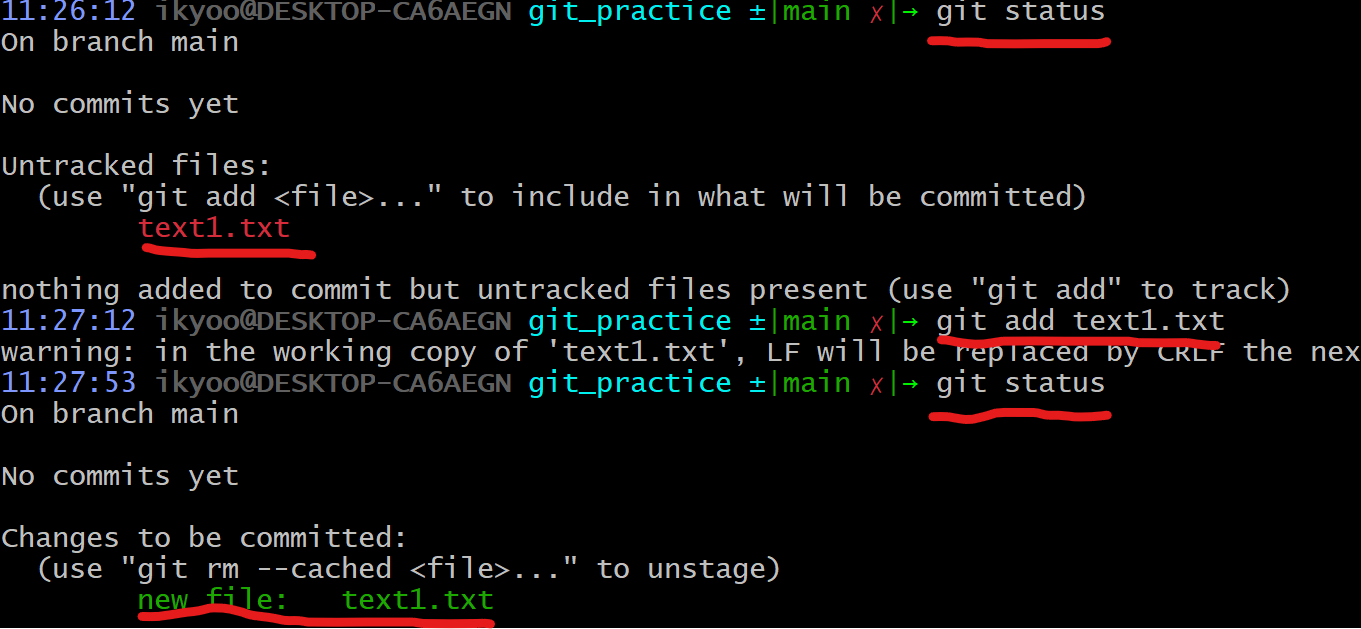 11:26:12 ikyoo@DESKTOP-CA6AEGN git_practice ±|main ✗|→ git status
On branch main
No commits yet
Untracked files:
(use "git add <file>..." to include in what will be committed)
text1.txt
nothing added to commit but untracked files present (use "git add" to track)
11:27:12 ikyoo@DESKTOP-CA6AEGN git_practice ±|main ✗|→ git add text1.txt
warning: in the working copy of 'text1.txt', LF will be replaced by CRLF the nex
11:27:53 ikyoo@DESKTOP-CA6AEGN git_practice ±|main ✗|→ git status
On branch main
No commits yet
Changes to be committed:
(use "git rm --cached <file>..." to unstage)
new file:   text1.txt